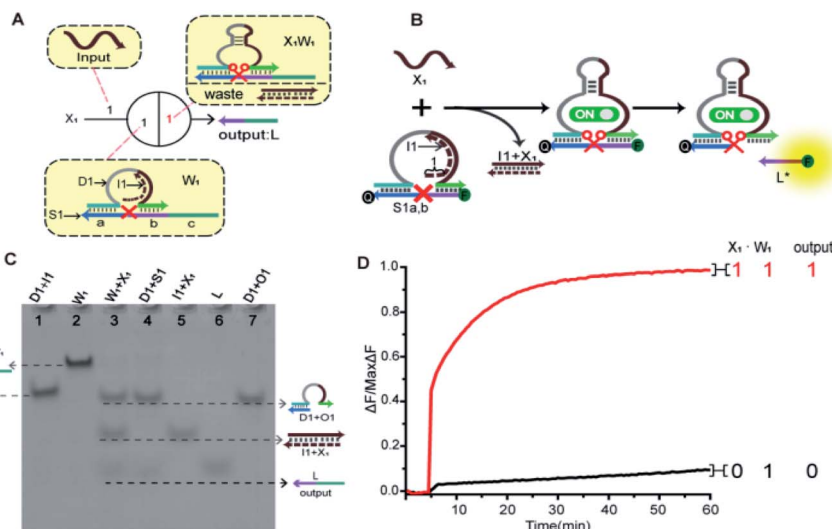 A
Input
X₁
1
1
1
X₁W₁
waste
output:L
D1
I1
W₁
S1
a
b
c
B
X₁
+
I1
1
Q
F
S1a,b
I1+X₁
ON
Q
F
ON
Q
F
L*
C
D1+I1
W₁
W₁+X₁
D1+S1
I1+X₁
L
D1+O1
1 2 3 4 5 6 7
D1+O1
I1+X₁
L
output
D
X₁ · W₁ output
1 1 1
0 1 0
ΔF/MaxΔF
1.0
0.8
0.6
0.4
0.2
0.0
10 20 30 40 50 60
Time(min)